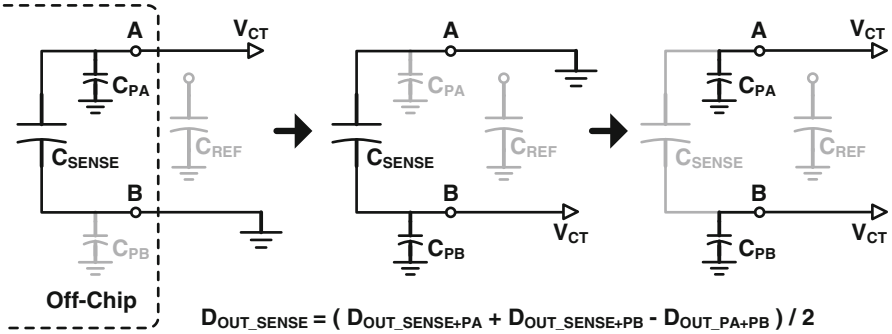 A
V_CT
C_PA
C_REF
C_SENSE
B
C_PB
Off-Chip
A
C_PA
C_REF
C_SENSE
B
C_PB
V_CT
A
V_CT
C_PA
C_REF
C_SENSE
B
C_PB
V_CT
D_OUT_SENSE = ( D_OUT_SENSE+PA + D_OUT_SENSE+PB - D_OUT_PA+PB ) / 2